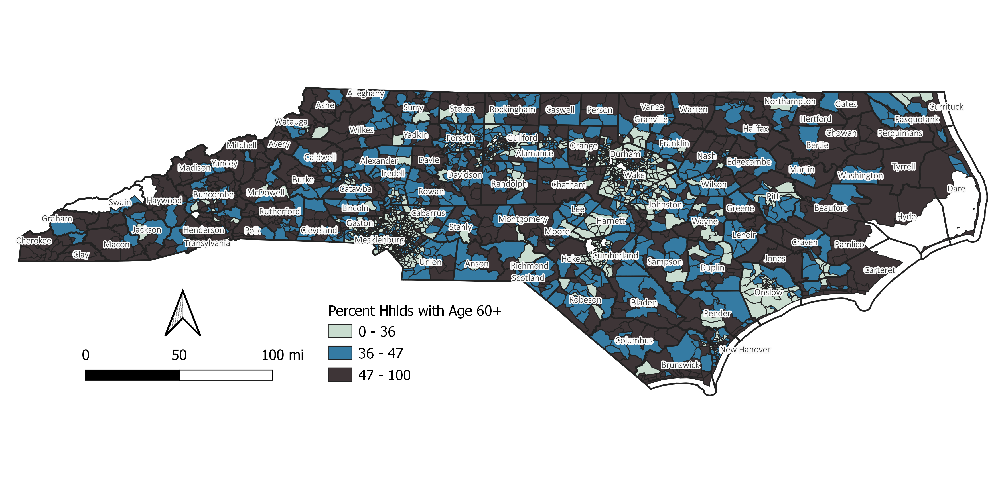 Alleghany
Ashe
Surry
Stokes
Rockingham
Caswell
Person
Vance
Warren
Northampton
Gates
Currituck
Watauga
Wilkes
Granville
Halifax
Hertford
Pasquotank
Yadkin
Forsyth
Guilford
Orange
Franklin
Chowan
Perquimans
Mitchell
Avery
Bertie
Caldwell
Alexander
Davie
Alamance
Durham
Nash
Edgecombe
Madison
Yancey
Iredell
Davidson
Wake
Martin
Tyrrell
Burke
Washington
McDowell
Catawba
Rowan
Randolph
Chatham
Wilson
Dare
Buncombe
Swain
Haywood
Pitt
Rutherford
Lincoln
Cabarrus
Lee
Johnston
Greene
Beaufort
Hyde
Graham
Jackson
Henderson
Polk
Cleveland
Gaston
Stanly
Montgomery
Moore
Harnett
Wayne
Lenoir
Cherokee
Macon
Transylvania
Mecklenburg
Craven
Pamlico
Clay
Union
Anson
Richmond
Hoke
Cumberland
Sampson
Duplin
Jones
Carteret
Scotland
Onslow
Robeson
Bladen
Pender
Columbus
New Hanover
Brunswick
Percent Hhlds with Age 60+
0 - 36
36 - 47
47 - 100
0 50 100 mi